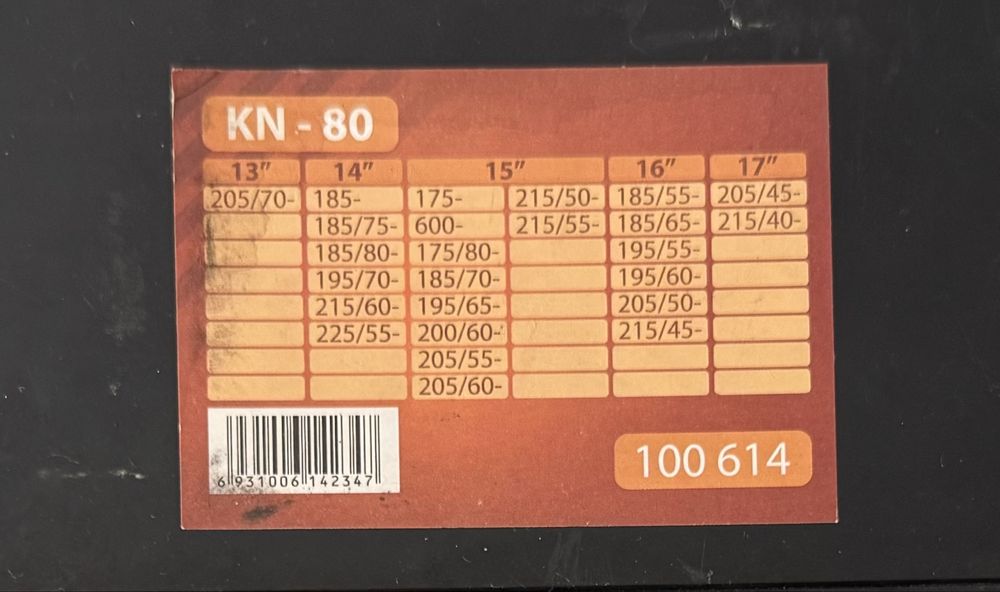 KN - 80
13" 14" 15" 16" 17"
205/70- 185- 175- 215/50- 185/55- 205/45-
185/75- 600- 215/55- 185/65- 215/40-
185/80- 175/80- 195/55-
195/70- 185/70- 195/60-
215/60- 195/65- 205/50-
225/55- 200/60- 215/45-
205/55-
205/60-
6 931006 142347
100 614